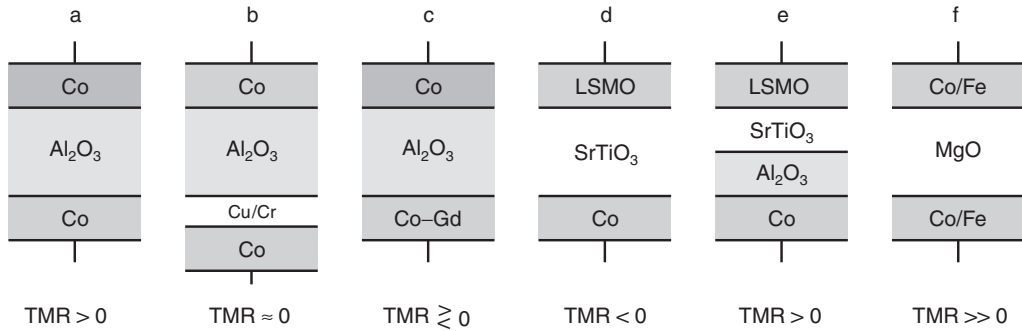 a b c d e f
Co Co Co LSMO LSMO Co/Fe
Al₂O₃ Al₂O₃ Al₂O₃ SrTiO₃ SrTiO₃ MgO
Al₂O₃
Co Cu/Cr Co–Gd Co Co Co/Fe
Co
TMR > 0 TMR ≈ 0 TMR ≷ 0 TMR < 0 TMR > 0 TMR >> 0